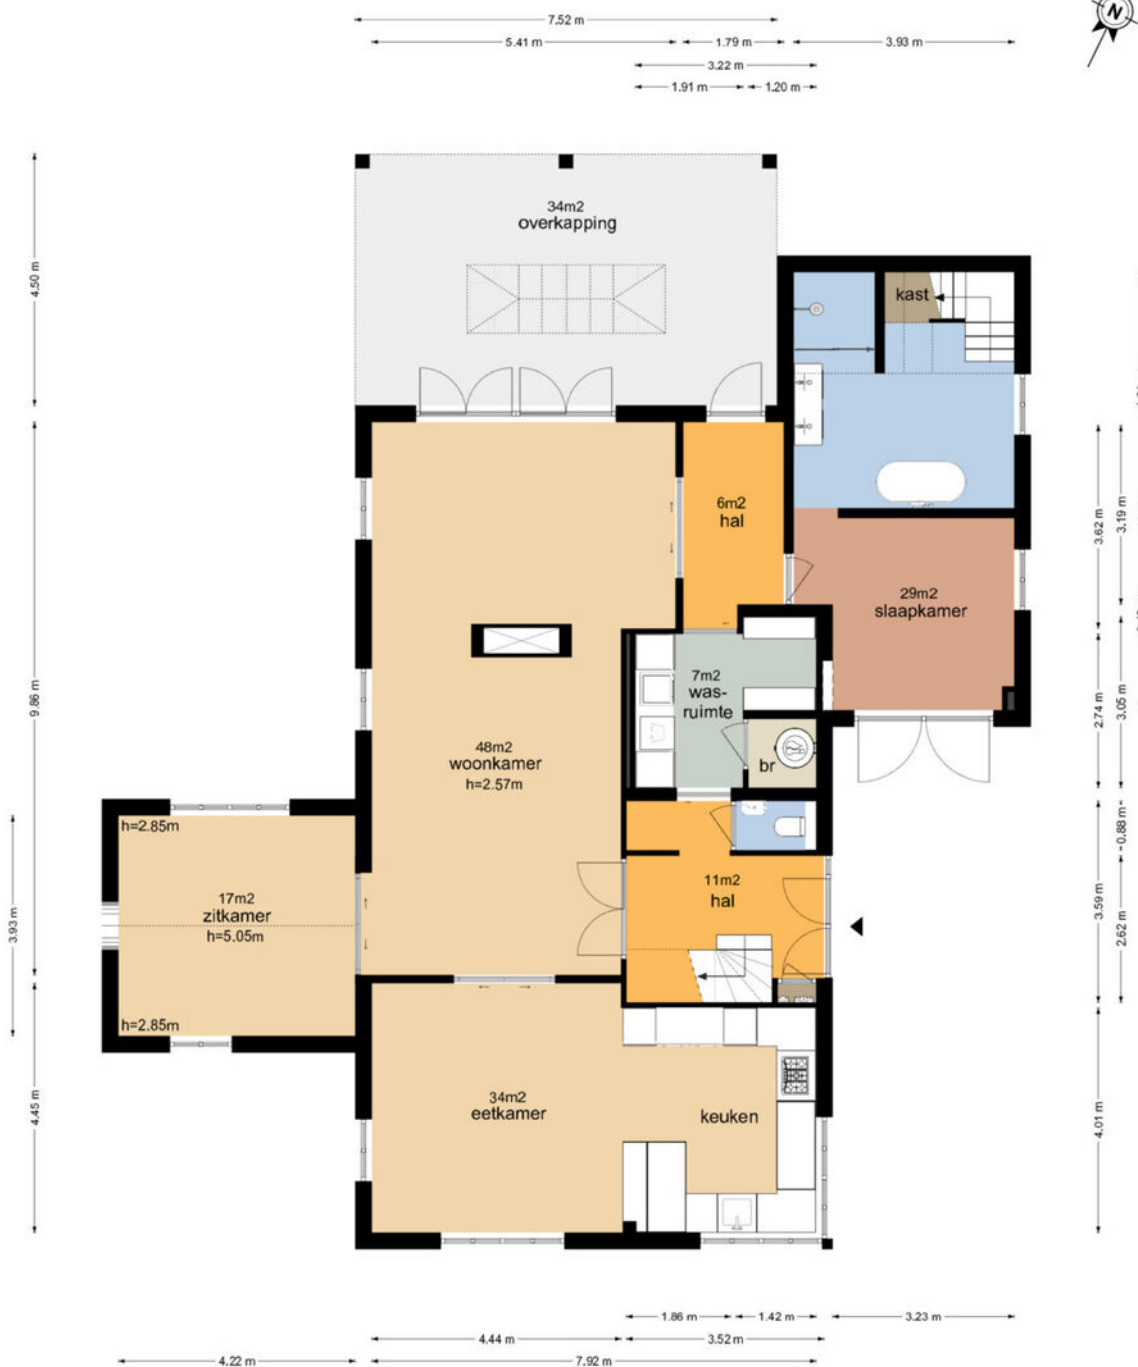 7.52 m
N
5.41 m
1.79 m
3.93 m
3.22 m
1.91 m
1.20 m
4.50 m
34m2
overkapping
kast
6m2
hal
3.62 m
3.19 m
29m2
slaapkamer
9.86 m
7m2
was-
ruimte
br
2.74 m
3.05 m
48m2
woonkamer
h=2.57m
h=2.85m
17m2
zitkamer
h=5.05m
h=2.85m
3.93 m
11m2
hal
0.88 m
3.59 m
2.62 m
34m2
eetkamer
keuken
4.45 m
4.01 m
1.86 m
1.42 m
3.23 m
4.44 m
3.52 m
4.22 m
7.92 m